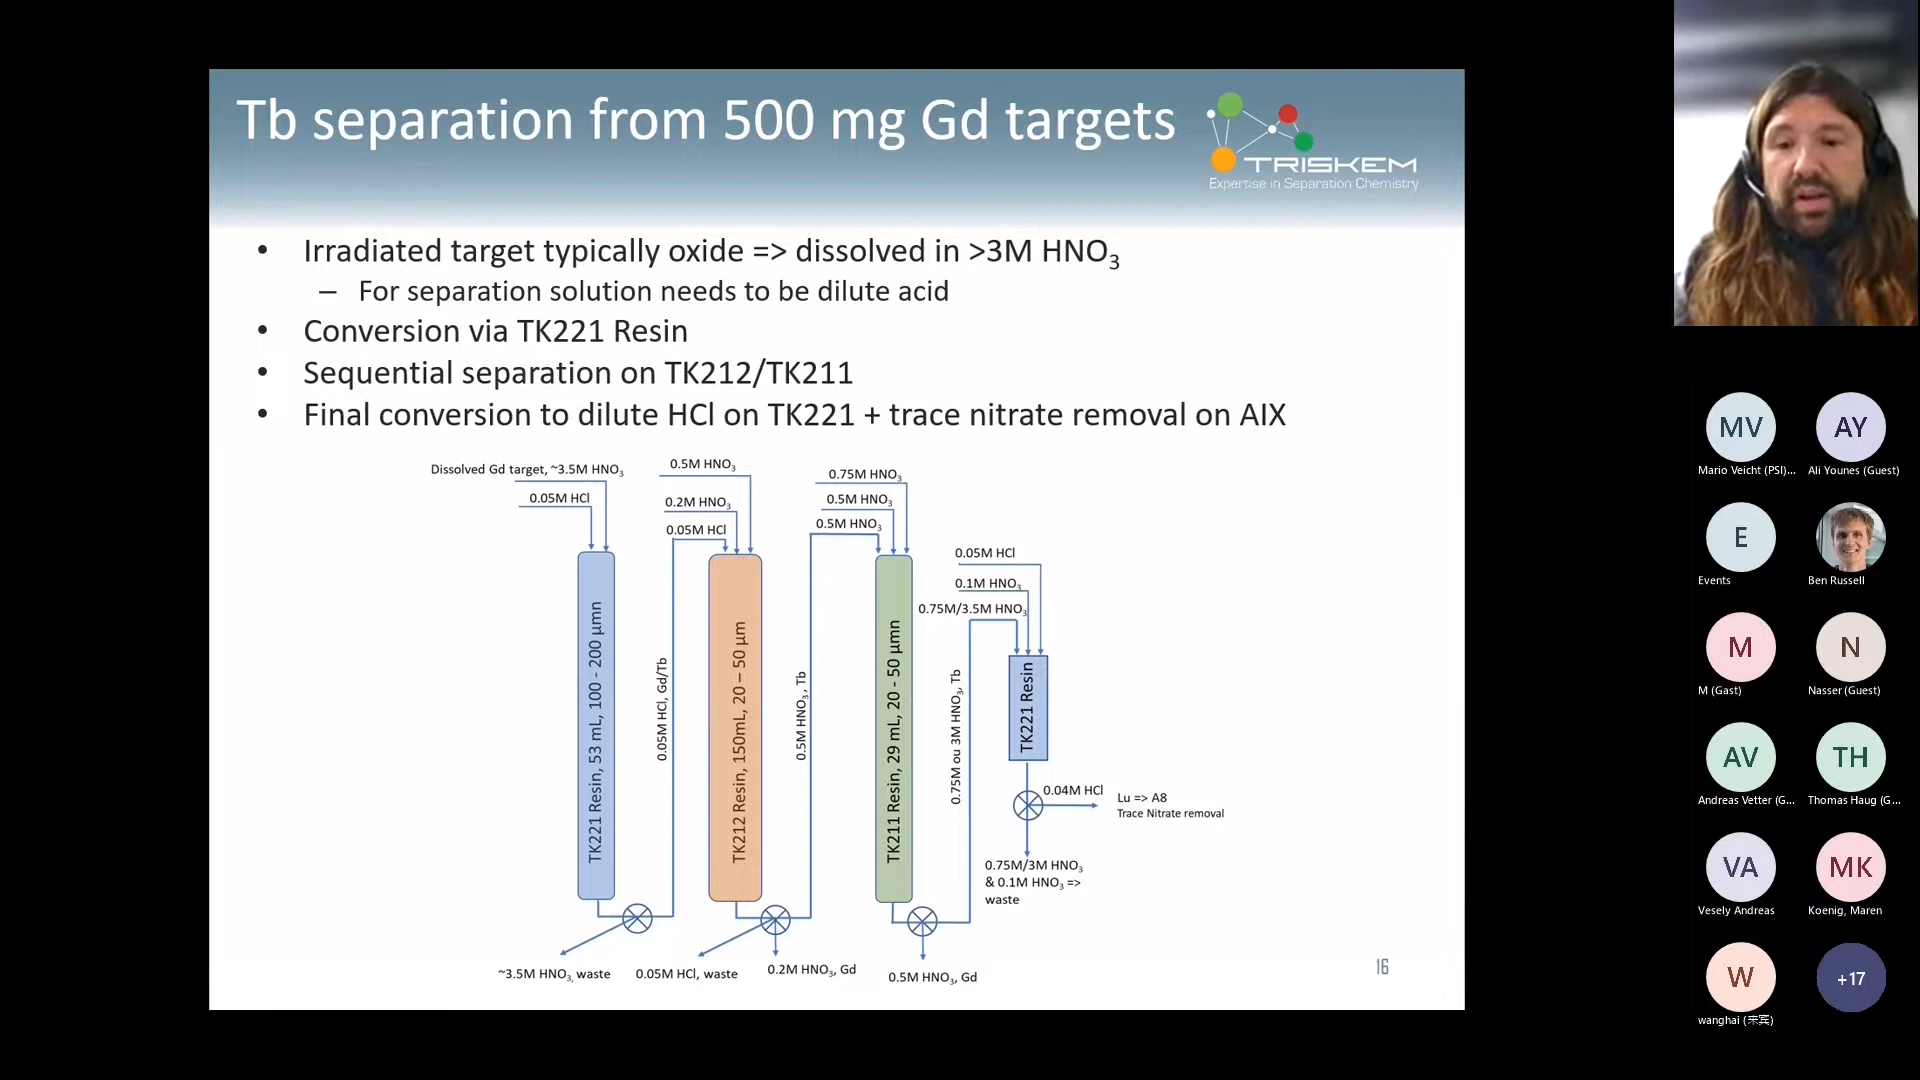 Tb separation from 500 mg Gd targets
TRISKEM
Expertise in Separation Chemistry
• Irradiated target typically oxide => dissolved in >3M HNO₃
– For separation solution needs to be dilute acid
• Conversion via TK221 Resin
• Sequential separation on TK212/TK211
• Final conversion to dilute HCl on TK221 + trace nitrate removal on AIX
Dissolved Gd target, ~3.5M HNO₃
0.05M HCl
0.5M HNO₃
0.2M HNO₃
0.05M HCl
0.75M HNO₃
0.5M HNO₃
0.5M HNO₃
0.05M HCl
0.1M HNO₃
0.75M/3.5M HNO₃
TK221 Resin, 53 mL, 100 - 200 µmn
0.05M HCl, Gd/Tb
TK212 Resin, 150mL, 20 – 50 µm
0.5M HNO₃, Tb
TK211 Resin, 29 mL, 20 - 50 µmn
0.75M ou 3M HNO₃, Tb
TK221 Resin
0.04M HCl
Lu => A8
Trace Nitrate removal
0.75M/3M HNO₃
& 0.1M HNO₃ =>
waste
~3.5M HNO₃, waste
0.05M HCl, waste
0.2M HNO₃, Gd
0.5M HNO₃, Gd
16
MV
AY
Mario Veicht (PSI)...
Ali Younes (Guest)
E
Events
Ben Russell
M
N
M (Gast)
Nasser (Guest)
AV
TH
Andreas Vetter (G...
Thomas Haug (G...
VA
MK
Vesely Andreas
Koenig, Maren
W
+17
wanghai (来宾)